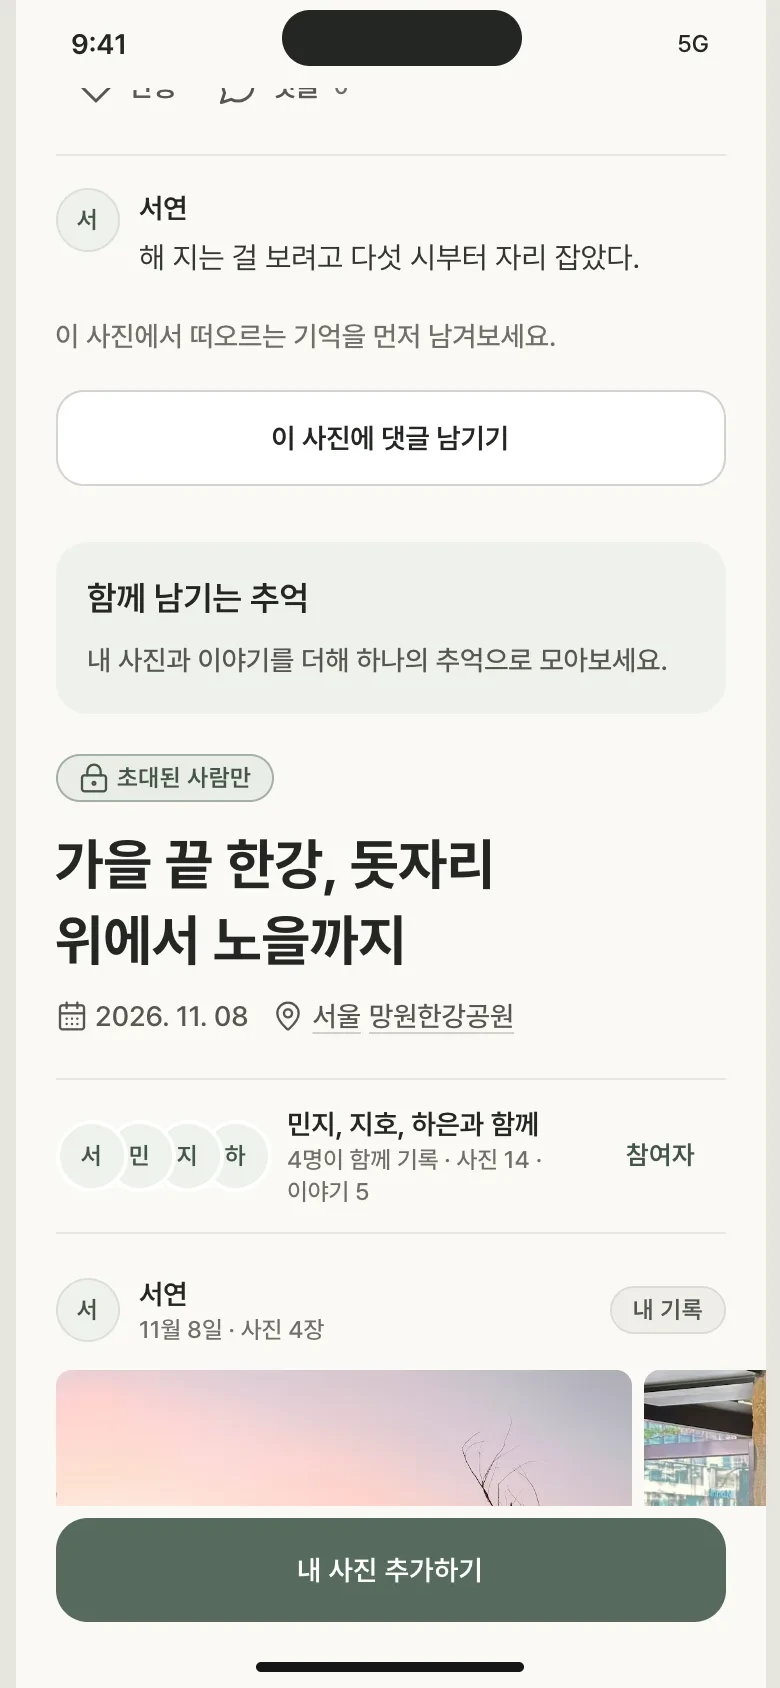 9:41
5G
서
서연
해 지는 걸 보려고 다섯 시부터 자리 잡았다.
이 사진에서 떠오르는 기억을 먼저 남겨보세요.
이 사진에 댓글 남기기
함께 남기는 추억
내 사진과 이야기를 더해 하나의 추억으로 모아보세요.
초대된 사람만
가을 끝 한강, 돗자리
위에서 노을까지
2026. 11. 08 서울 망원한강공원
서 민 지 하
민지, 지호, 하은과 함께
4명이 함께 기록 · 사진 14 ·
이야기 5
참여자
서
서연
11월 8일 · 사진 4장
내 기록
내 사진 추가하기